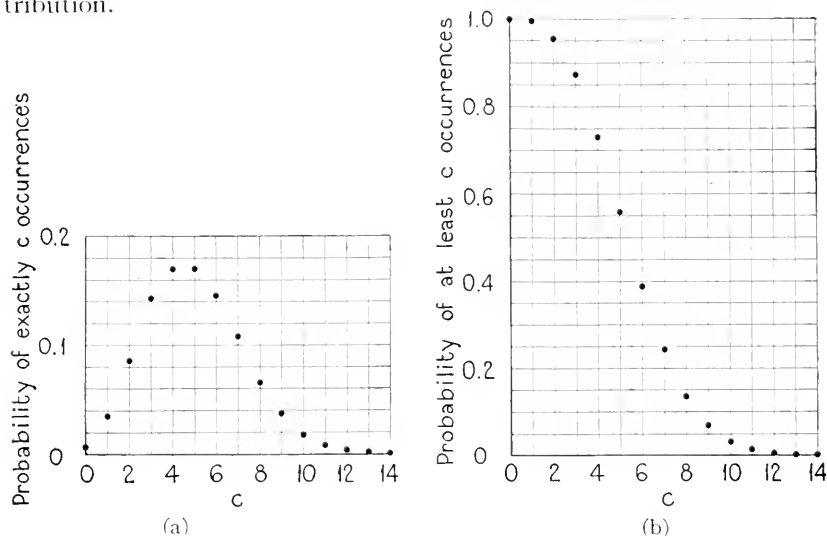 tribution.
Probability of exactly c occurrences
0.2
0.1
0
0 2 4 6 8 10 12 14
c
(a)
Probability of at least c occurrences
1.0
0.8
0.6
0.4
0.2
0
0 2 4 6 8 10 12 14
c
(b)